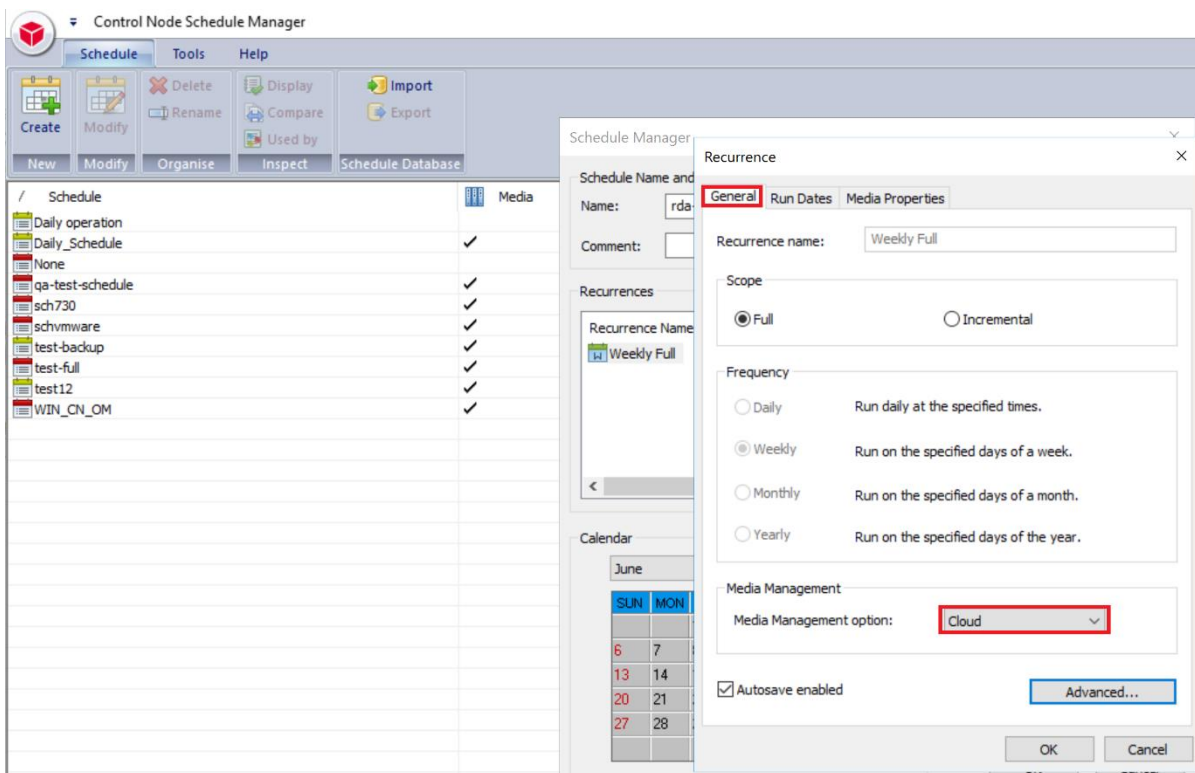 Control Node Schedule Manager
Schedule Tools Help
Create
Modify
Delete
Rename
Display
Compare
Used by
Import
Export
New Modify Organise Inspect Schedule Database
Schedule Media
Daily operation
Daily_Schedule
None
qa-test-schedule
sch730
schvmware
test-backup
test-full
test12
WIN_CN_OM
Schedule Manager
Schedule Name and
Name: rda-
Comment:
Recurrences
Recurrence Name
W Weekly Full
Calendar
June
SUN MON
6 7
13 14
20 21
27 28
Recurrence
General Run Dates Media Properties
Recurrence name: Weekly Full
Scope
Full Incremental
Frequency
Daily Run daily at the specified times.
Weekly Run on the specified days of a week.
Monthly Run on the specified days of a month.
Yearly Run on the specified days of the year.
Media Management
Media Management option: Cloud
Autosave enabled Advanced...
OK Cancel